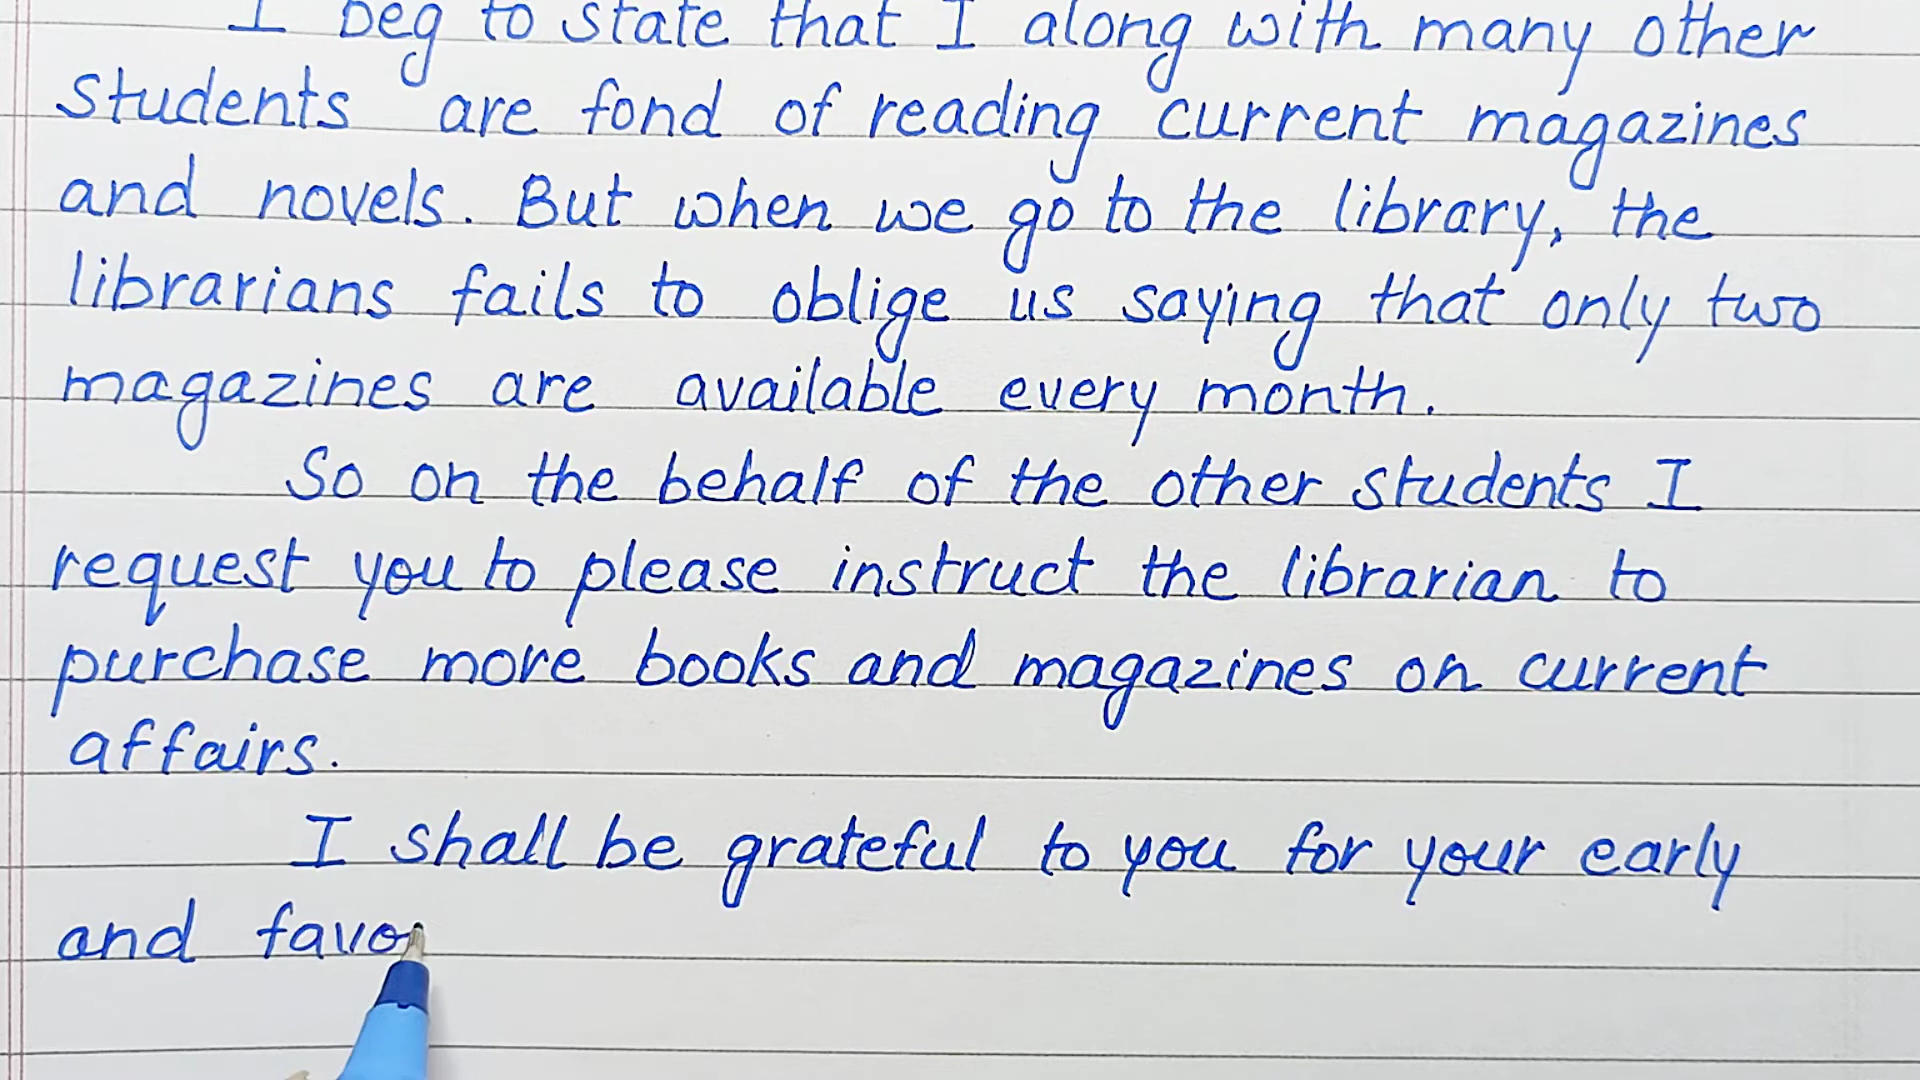 I beg to state that I along with many other
students are fond of reading current magazines
and novels. But when we go to the library, the
librarians fails to oblige us saying that only two
magazines are available every month.
So on the behalf of the other students I
request you to please instruct the librarian to
purchase more books and magazines on current
affairs.
I shall be grateful to you for your early
and favo